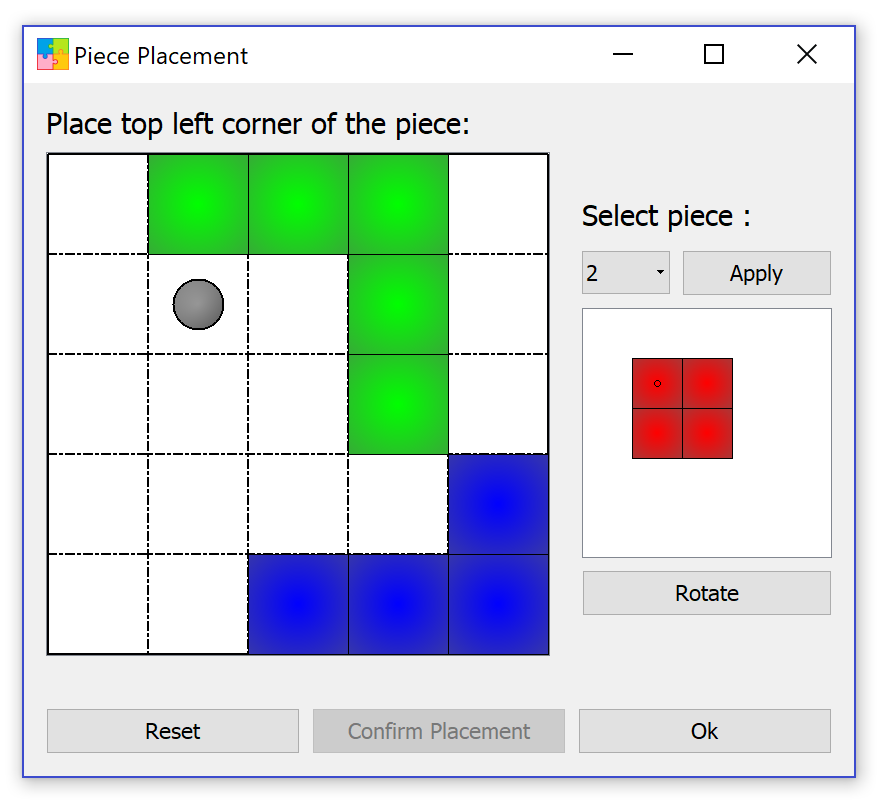 Piece Placement
Place top left corner of the piece:
Select piece :
2
Apply
Rotate
Reset
Confirm Placement
Ok